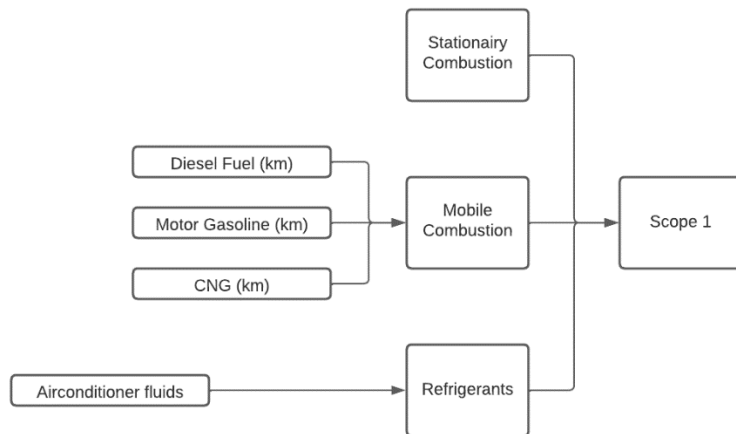 Stationairy
Combustion
Diesel Fuel (km)
Motor Gasoline (km)
Mobile
Combustion
Scope 1
CNG (km)
Airconditioner fluids
Refrigerants